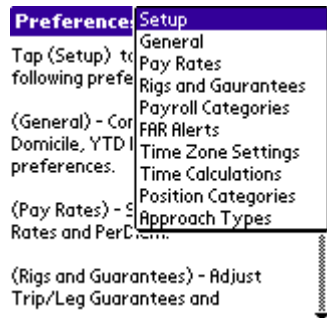 Preferences
Setup
General
Pay Rates
Rigs and Gaurantees
Payroll Categories
FAR Alerts
Time Zone Settings
Time Calculations
Position Categories
Approach Types
Tap (Setup) to
following prefe
(General) - Con
Domicile, YTD
preferences.
(Pay Rates) - S
Rates and PerDiem.
(Rigs and Guarantees) - Adjust
Trip/Leg Guarantees and